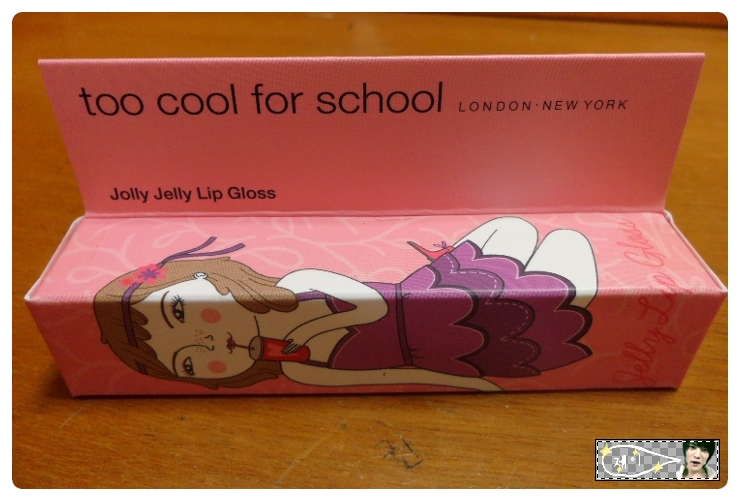 too cool for school LONDON·NEW YORK
Jolly Jelly Lip Gloss
Jelly Lip Gloss